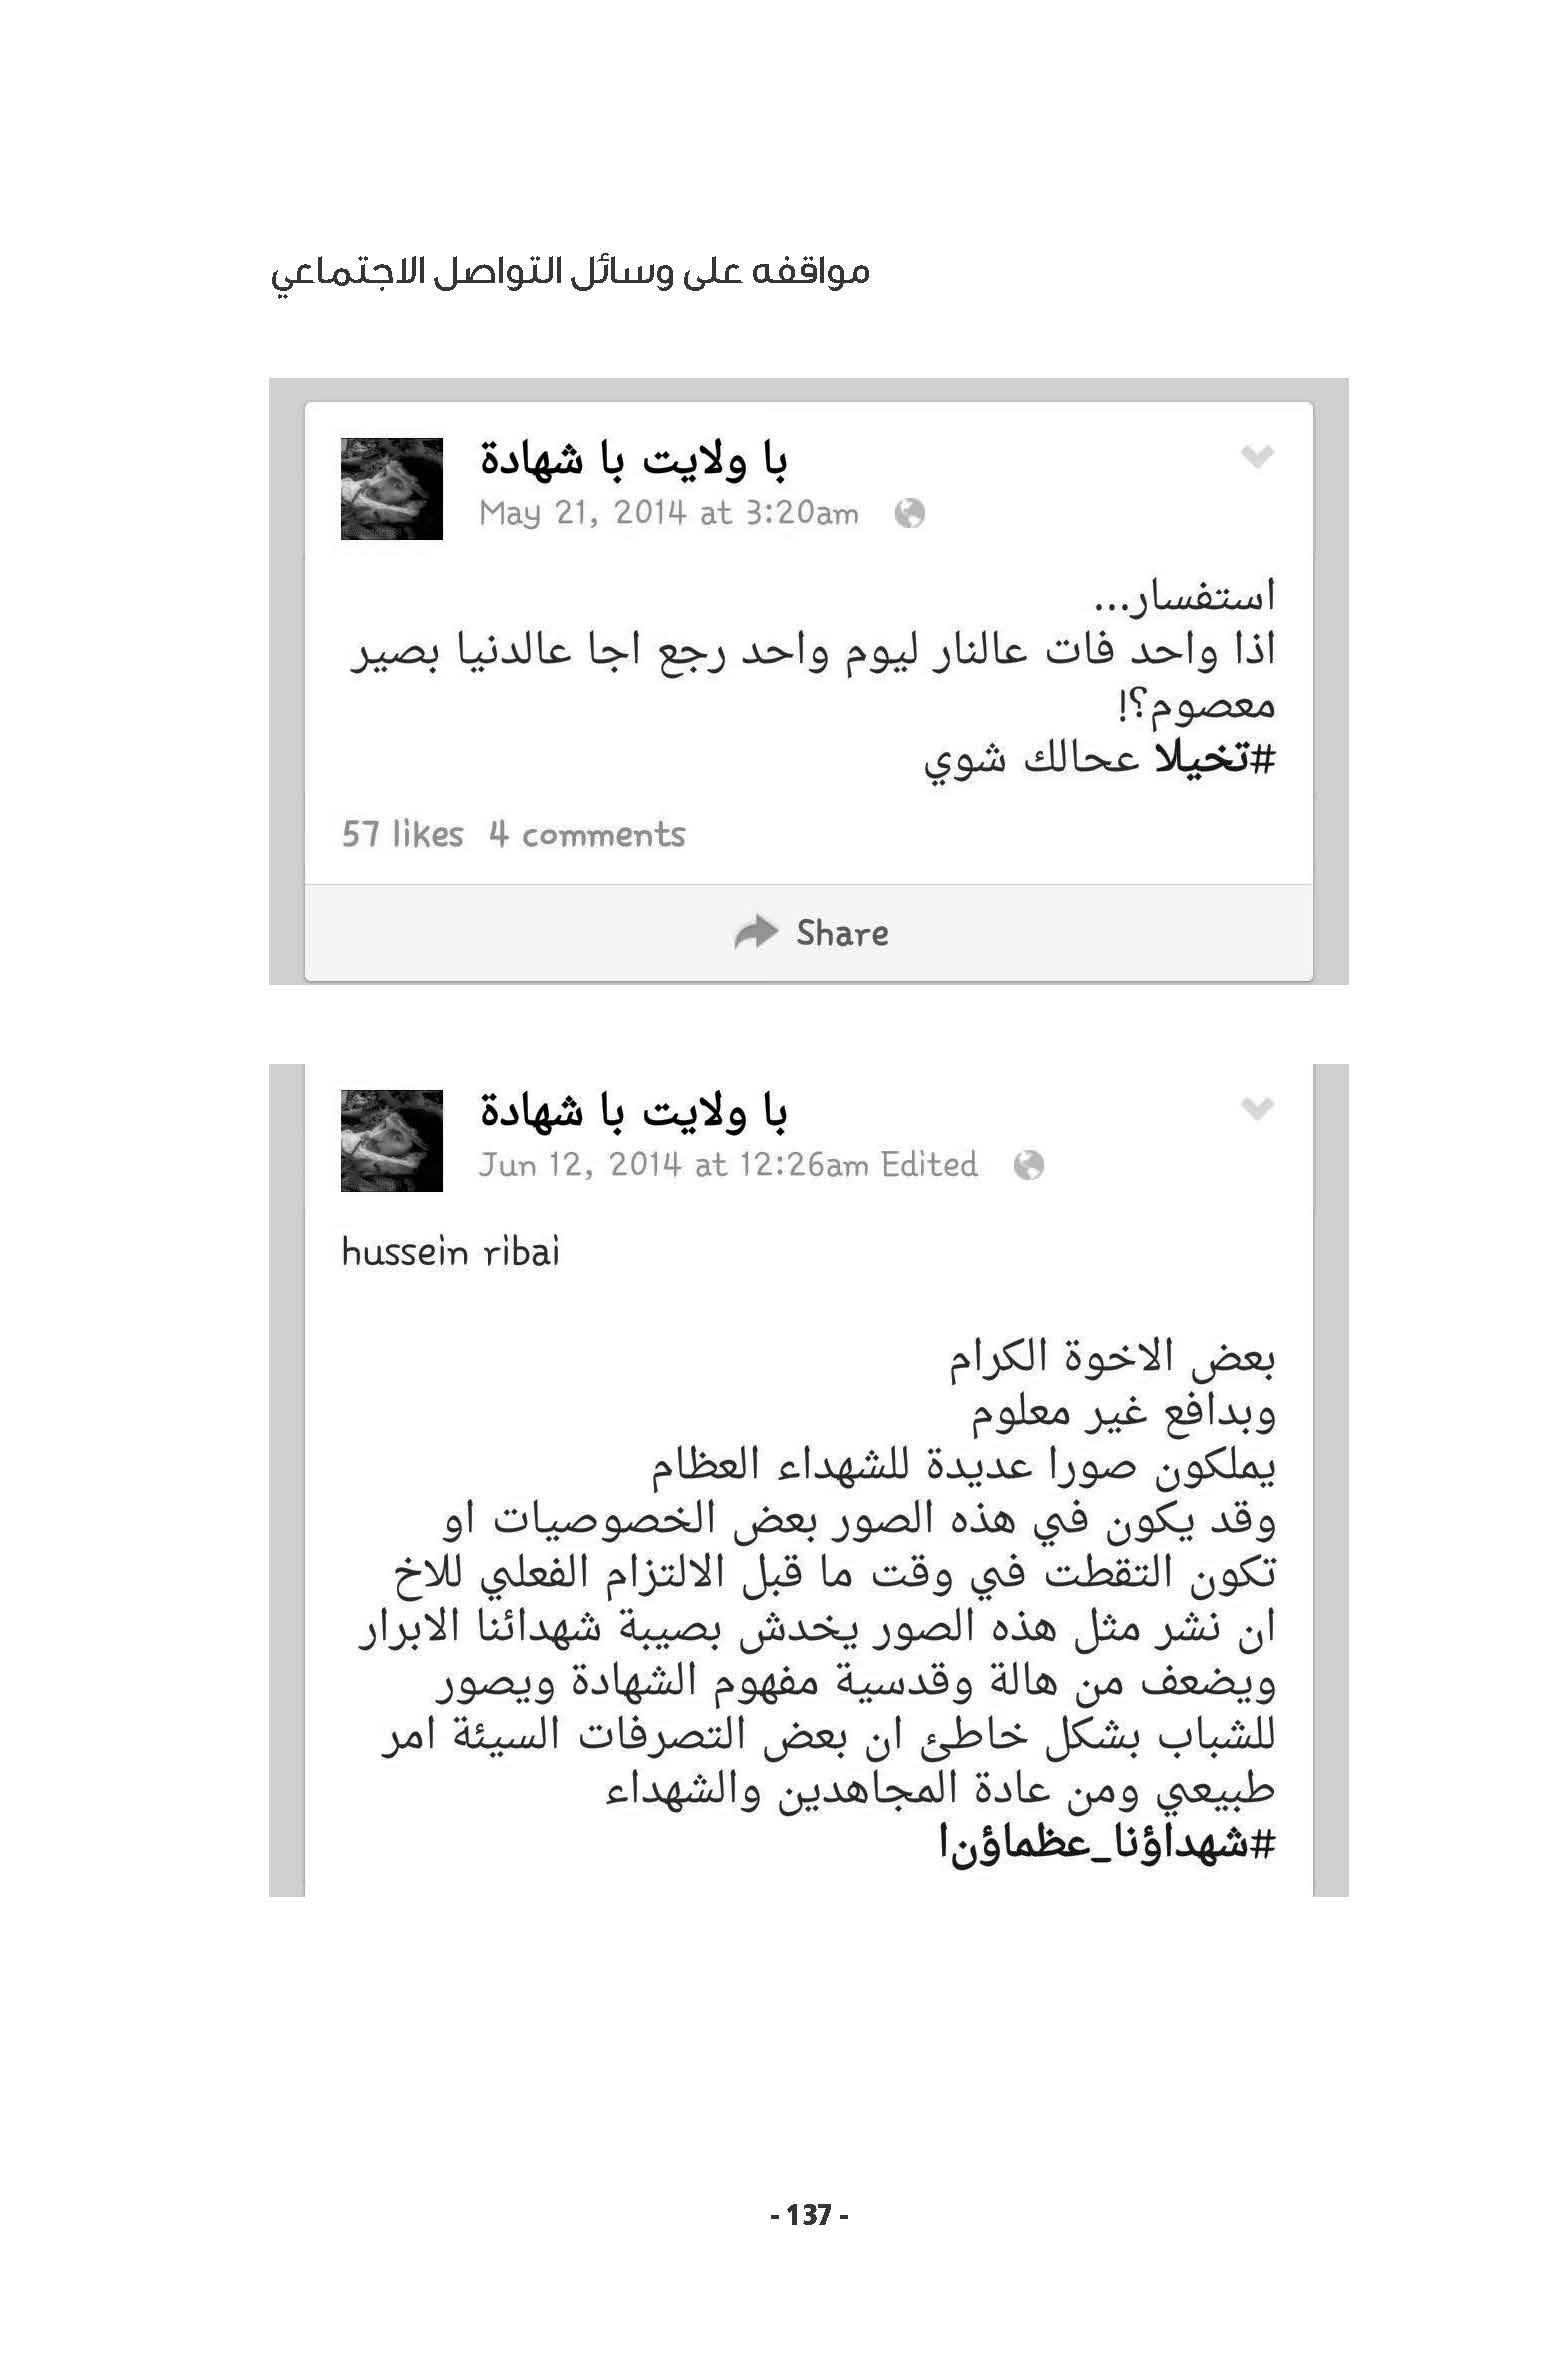 مواقفه على وسائل التواصل الاجتماعي
با ولايت با شهادة
May 21, 2014 at 3:20am
استفسار...
اذا واحد فات عالنار ليوم واحد رجع اجا عالدنيا بصير
معصوم؟!
#تخيلا عحالك شوي
57 likes 4 comments
Share
با ولايت با شهادة
Jun 12, 2014 at 12:26am Edited
hussein ribai
بعض الاخوة الكرام
وبدافع غير معلوم
يملكون صورا عديدة للشهداء العظام
وقد يكون في هذه الصور بعض الخصوصيات او
تكون التقطت في وقت ما قبل الالتزام الفعلي للاخ
ان نشر مثل هذه الصور يخدش بصيبة شهدائنا الابرار
ويضعف من هالة وقدسية مفهوم الشهادة ويصور
للشباب بشكل خاطئ ان بعض التصرفات السيئة امر
طبيعي ومن عادة المجاهدين والشهداء
#شهداؤنا_عظماؤن‌ا
- 137 -